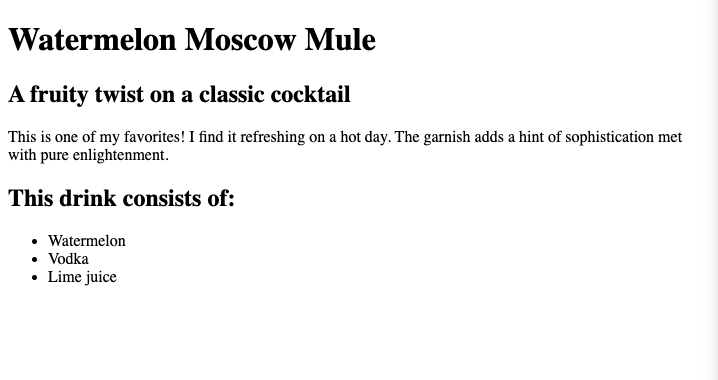 Watermelon Moscow Mule
A fruity twist on a classic cocktail
This is one of my favorites! I find it refreshing on a hot day. The garnish adds a hint of sophistication met
with pure enlightenment.
This drink consists of:
• Watermelon
• Vodka
• Lime juice